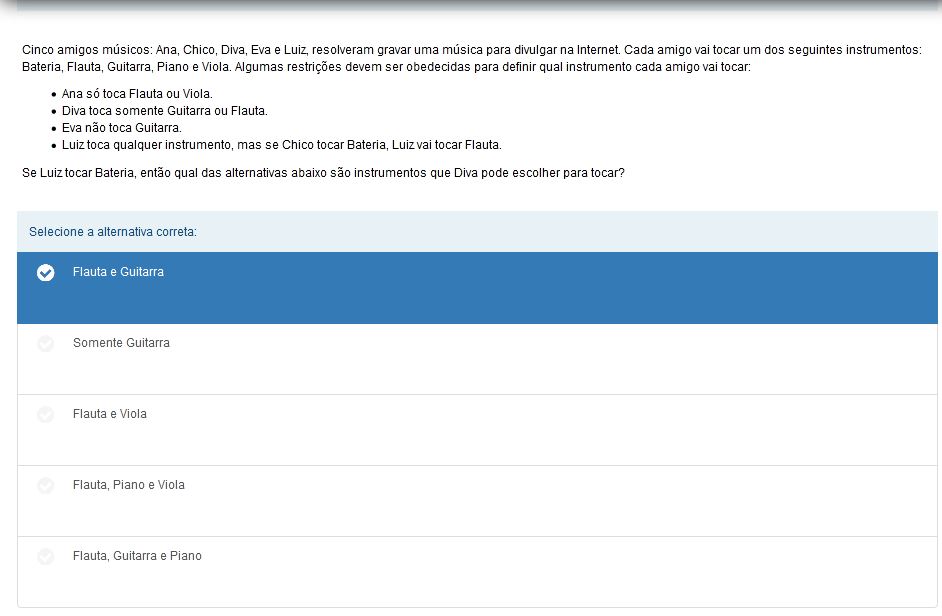 Cinco amigos músicos: Ana, Chico, Diva, Eva e Luiz, resolveram gravar uma música para divulgar na Internet. Cada amigo vai tocar um dos seguintes instrumentos:
Bateria, Flauta, Guitarra, Piano e Viola. Algumas restrições devem ser obedecidas para definir qual instrumento cada amigo vai tocar:
• Ana só toca Flauta ou Viola.
• Diva toca somente Guitarra ou Flauta.
• Eva não toca Guitarra.
• Luiz toca qualquer instrumento, mas se Chico tocar Bateria, Luiz vai tocar Flauta.
Se Luiz tocar Bateria, então qual das alternativas abaixo são instrumentos que Diva pode escolher para tocar?
Selecione a alternativa correta:
Flauta e Guitarra
Somente Guitarra
Flauta e Viola
Flauta, Piano e Viola
Flauta, Guitarra e Piano